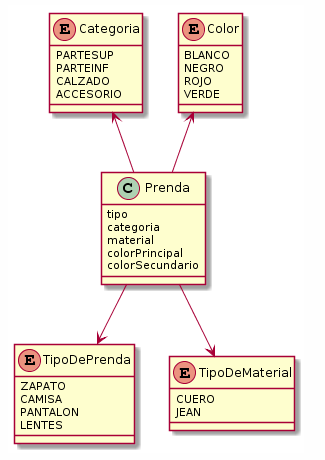 E Categoria
PARTESUP
PARTEINF
CALZADO
ACCESORIO
E Color
BLANCO
NEGRO
ROJO
VERDE
C Prenda
tipo
categoria
material
colorPrincipal
colorSecundario
E TipoDePrenda
ZAPATO
CAMISA
PANTALON
LENTES
E TipoDeMaterial
CUERO
JEAN